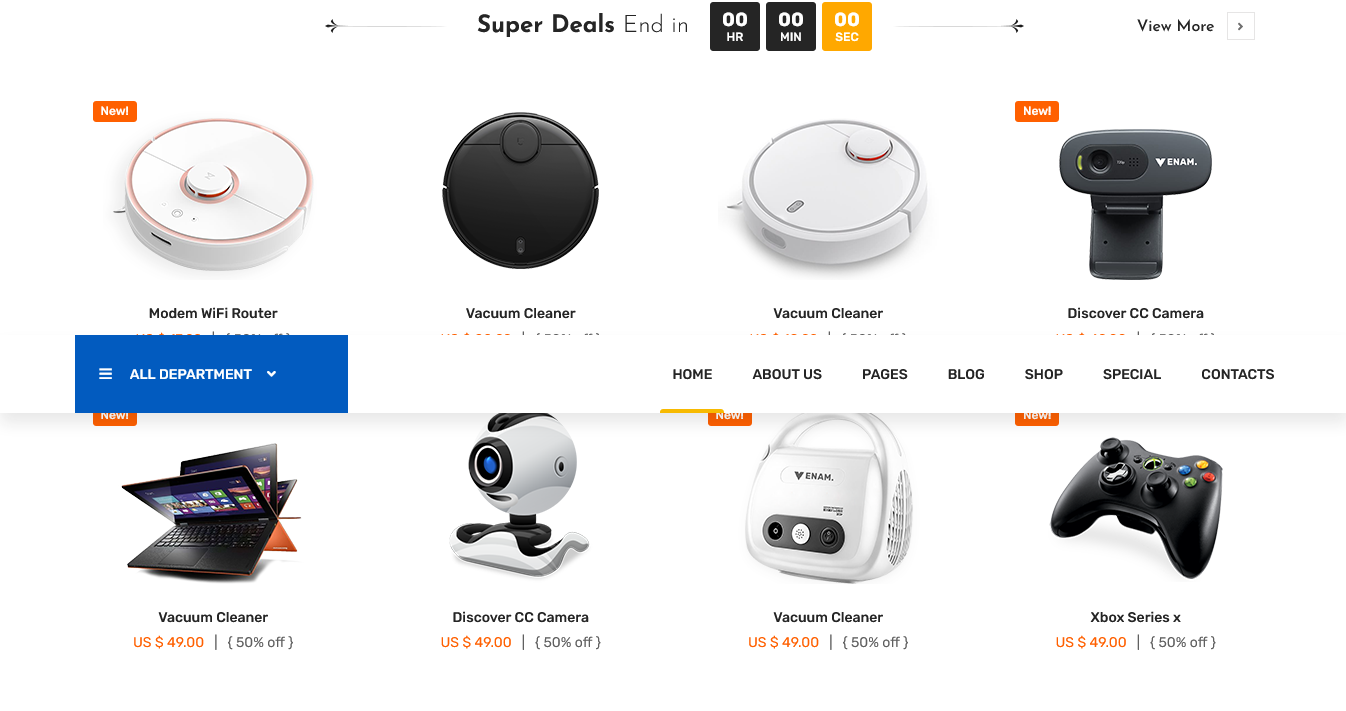 Super Deals End in
00 HR
00 MIN
00 SEC
View More
New!
New!
ENAM.
Modem WiFi Router
Vacuum Cleaner
Vacuum Cleaner
Discover CC Camera
ALL DEPARTMENT
HOME ABOUT US PAGES BLOG SHOP SPECIAL CONTACTS
New!
New!
New!
ENAM.
Vacuum Cleaner
US $ 49.00 | { 50% off }
Discover CC Camera
US $ 49.00 | { 50% off }
Vacuum Cleaner
US $ 49.00 | { 50% off }
Xbox Series x
US $ 49.00 | { 50% off }